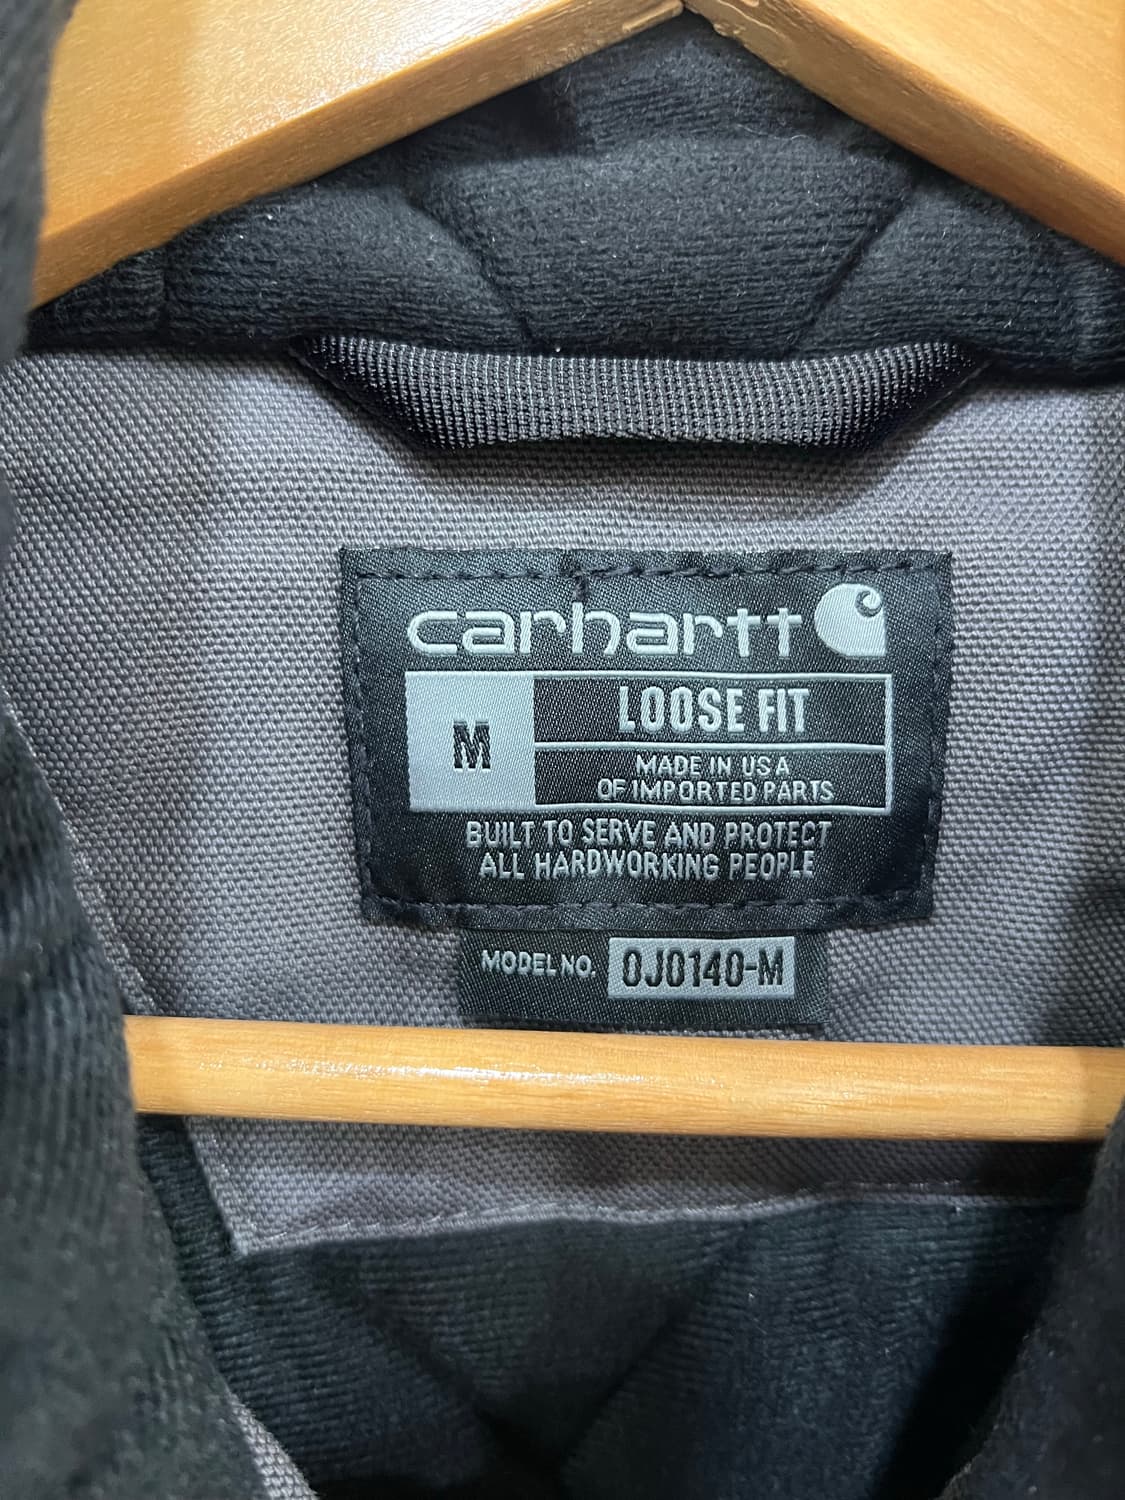 carhartt
M
LOOSE FIT
MADE IN USA
OF IMPORTED PARTS
BUILT TO SERVE AND PROTECT
ALL HARDWORKING PEOPLE
MODEL NO. 0J0140-M